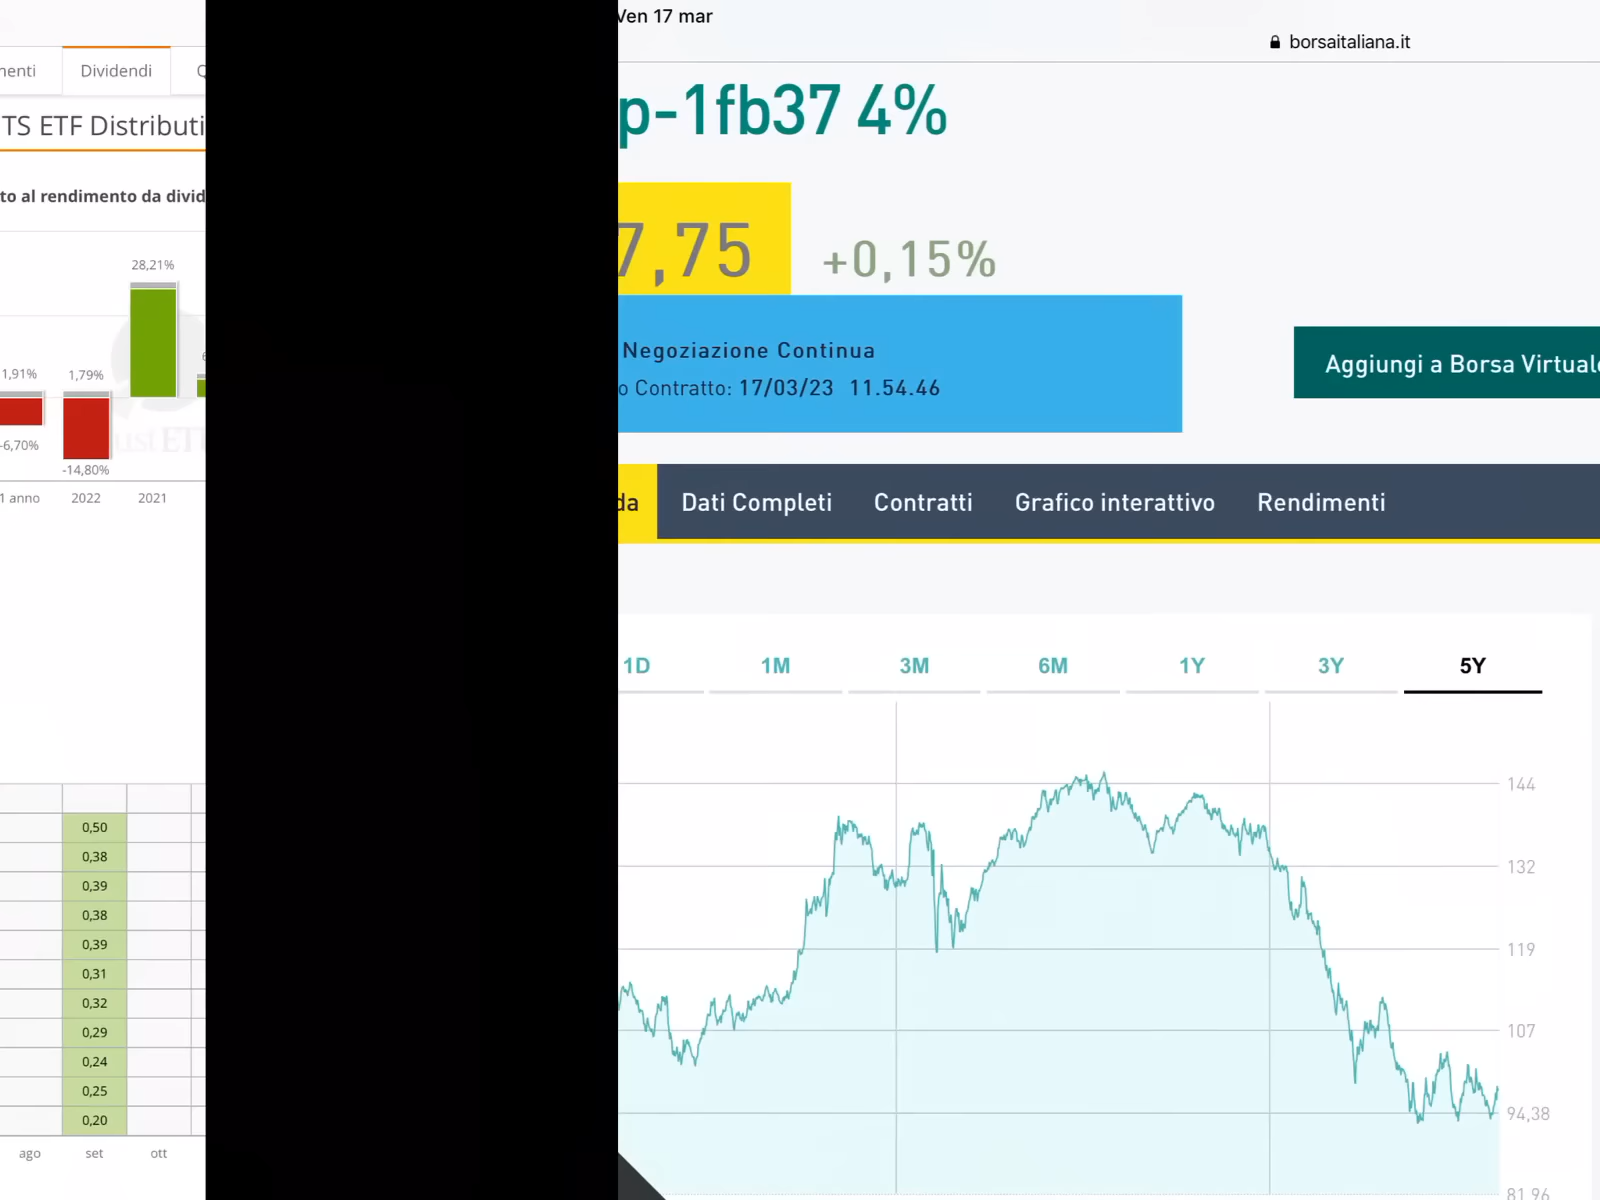 menti
Dividendi
Q
TS ETF Distributi
to al rendimento da divid
28,21%
1,91%
1,79%
6
-6,70%
-14,80%
1 anno
2022
2021
0,50
0,38
0,39
0,38
0,39
0,31
0,32
0,29
0,24
0,25
0,20
ago
set
ott
Ven 17 mar
borsaitaliana.it
p-1fb37 4%
7,75
+0,15%
Negoziazione Continua
o Contratto: 17/03/23 11.54.46
Aggiungi a Borsa Virtuale
da
Dati Completi
Contratti
Grafico interattivo
Rendimenti
1D
1M
3M
6M
1Y
3Y
5Y
144
132
119
107
94,38
81,96